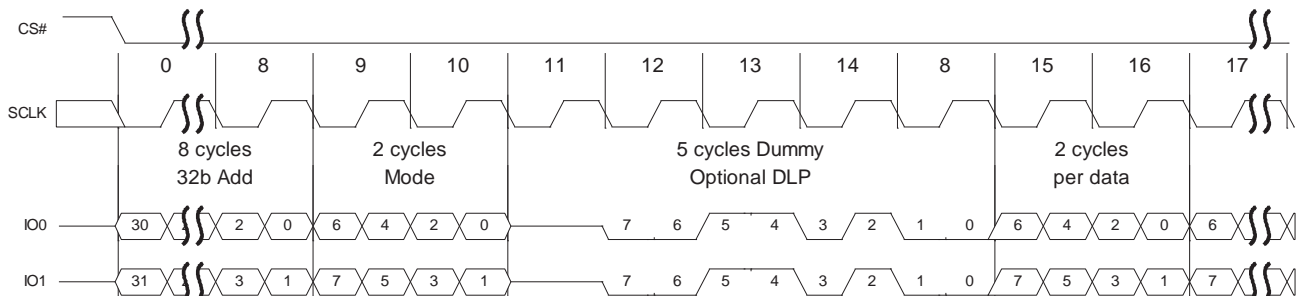 CS#
0 8 9 10 11 12 13 14 8 15 16 17
SCLK
8 cycles 2 cycles 5 cycles Dummy 2 cycles
32b Add Mode Optional DLP per data
IO0 30 2 0 6 4 2 0 7 6 5 4 3 2 1 0 6 4 2 0 6
IO1 31 3 1 7 5 3 1 7 6 5 4 3 2 1 0 7 5 3 1 7